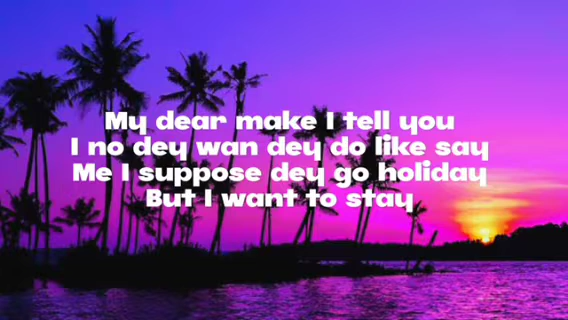 My dear make I tell you
I no dey wan dey do like say
Me I suppose dey go holiday
But I want to stay